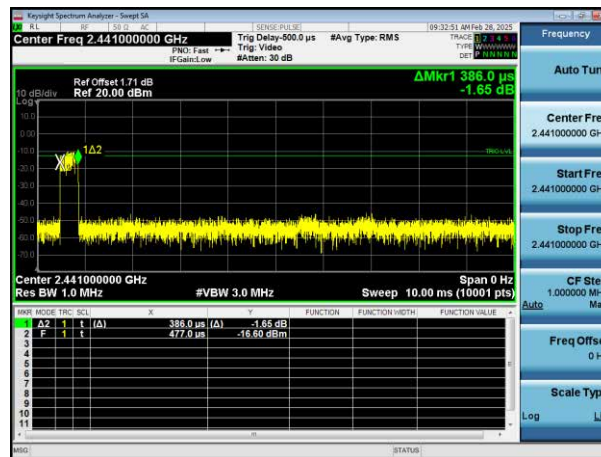 Keysight Spectrum Analyzer - Swept SA
RL RF 50 Ω AC SENSE:PULSE 09:32:51 AM Feb 28, 2025
Center Freq 2.441000000 GHz
Trig Delay-500.0 µs #Avg Type: RMS TRACE 1 2 3 4 5 6
PNO: Fast Trig: Video TYPE WWWWWW
IFGain:Low #Atten: 30 dB DET P N N N N N
ΔMkr1 386.0 µs
Ref Offset 1.71 dB
10 dB/div Ref 20.00 dBm -1.65 dB
Log
10.0
0.00
-10.0
1Δ2
TRIG LVL
-20.0
-30.0
-40.0
-50.0
-60.0
-70.0
Center 2.441000000 GHz Span 0 Hz
Res BW 1.0 MHz #VBW 3.0 MHz Sweep 10.00 ms (10001 pts)
MKR MODE TRC SCL X Y FUNCTION FUNCTION WIDTH FUNCTION VALUE
1 Δ2 1 t (Δ) 386.0 µs (Δ) -1.65 dB
2 F 1 t 477.0 µs -16.60 dBm
3
4
5
6
7
8
9
10
11
MSG STATUS
Frequency
Auto Tun
Center Fre
2.441000000 GH
Start Fre
2.441000000 GH
Stop Fre
2.441000000 GH
CF Ste
1.000000 MH
Auto Ma
Freq Offse
0 H
Scale Typ
Log Li